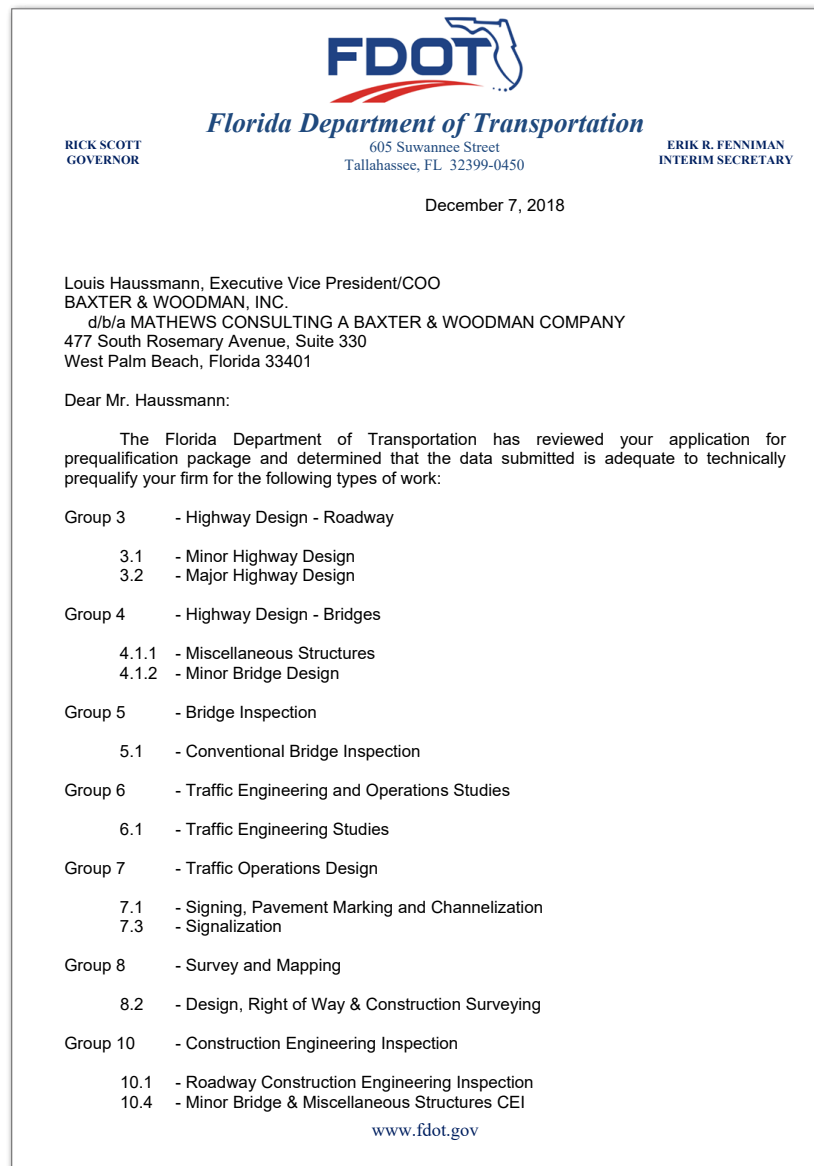 FDOT
Florida Department of Transportation
RICK SCOTT
GOVERNOR
605 Suwannee Street
Tallahassee, FL 32399-0450
ERIK R. FENNIMAN
INTERIM SECRETARY
December 7, 2018
Louis Haussmann, Executive Vice President/COO
BAXTER & WOODMAN, INC.
d/b/a MATHEWS CONSULTING A BAXTER & WOODMAN COMPANY
477 South Rosemary Avenue, Suite 330
West Palm Beach, Florida 33401
Dear Mr. Haussmann:
The Florida Department of Transportation has reviewed your application for
prequalification package and determined that the data submitted is adequate to technically
prequalify your firm for the following types of work:
Group 3 - Highway Design - Roadway
3.1 - Minor Highway Design
3.2 - Major Highway Design
Group 4 - Highway Design - Bridges
4.1.1 - Miscellaneous Structures
4.1.2 - Minor Bridge Design
Group 5 - Bridge Inspection
5.1 - Conventional Bridge Inspection
Group 6 - Traffic Engineering and Operations Studies
6.1 - Traffic Engineering Studies
Group 7 - Traffic Operations Design
7.1 - Signing, Pavement Marking and Channelization
7.3 - Signalization
Group 8 - Survey and Mapping
8.2 - Design, Right of Way & Construction Surveying
Group 10 - Construction Engineering Inspection
10.1 - Roadway Construction Engineering Inspection
10.4 - Minor Bridge & Miscellaneous Structures CEI
www.fdot.gov